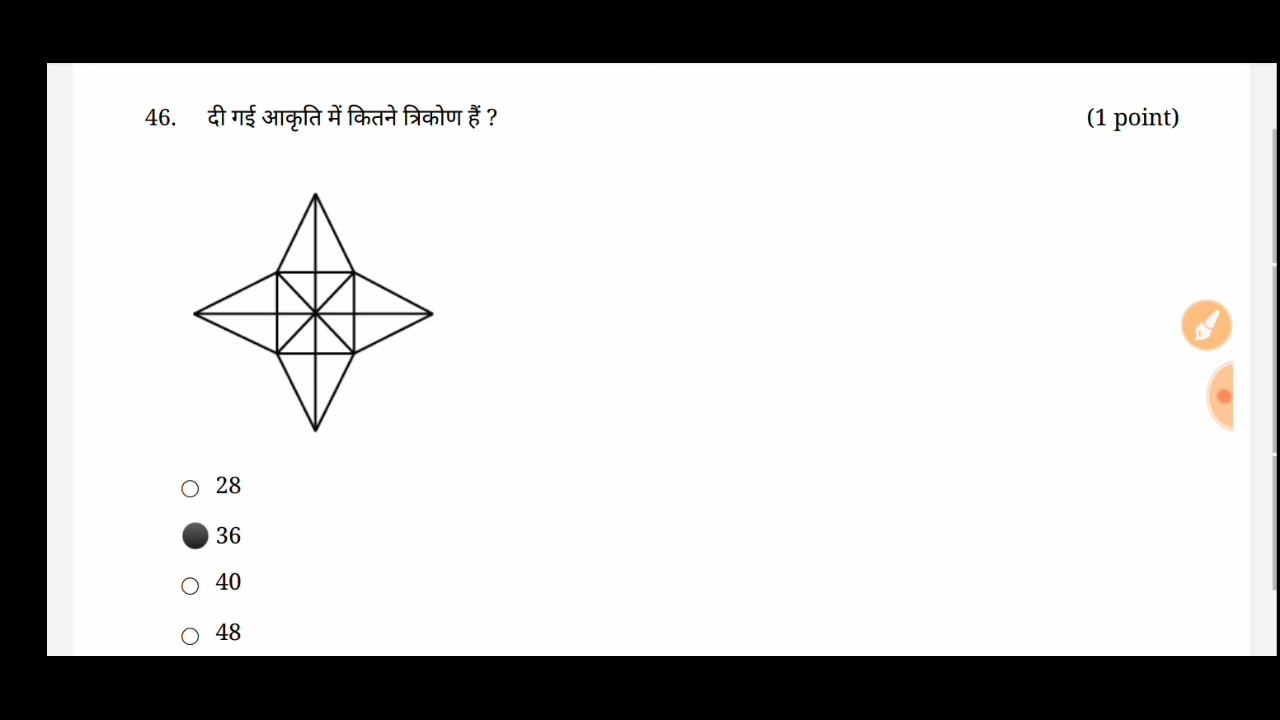 46. दी गई आकृति में कितने त्रिकोण हैं ? (1 point)
28
36
40
48